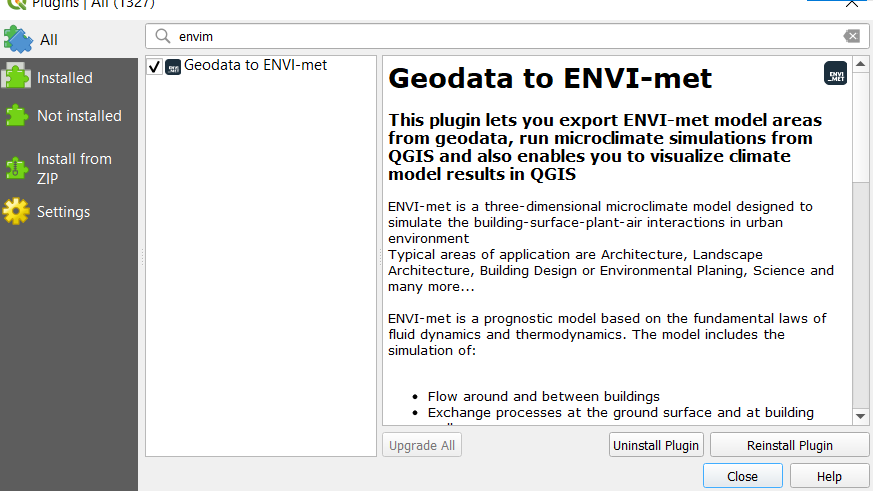 Plugins | All (1327)
All
envim
Installed
Not installed
Install from
ZIP
Settings
Geodata to ENVI-met
Geodata to ENVI-met
ENVI
_MET
This plugin lets you export ENVI-met model areas
from geodata, run microclimate simulations from
QGIS and also enables you to visualize climate
model results in QGIS
ENVI-met is a three-dimensional microclimate model designed to
simulate the building-surface-plant-air interactions in urban
environment
Typical areas of application are Architecture, Landscape
Architecture, Building Design or Environmental Planing, Science and
many more...
ENVI-met is a prognostic model based on the fundamental laws of
fluid dynamics and thermodynamics. The model includes the
simulation of:
• Flow around and between buildings
• Exchange processes at the ground surface and at building
Upgrade All
Uninstall Plugin
Reinstall Plugin
Close
Help